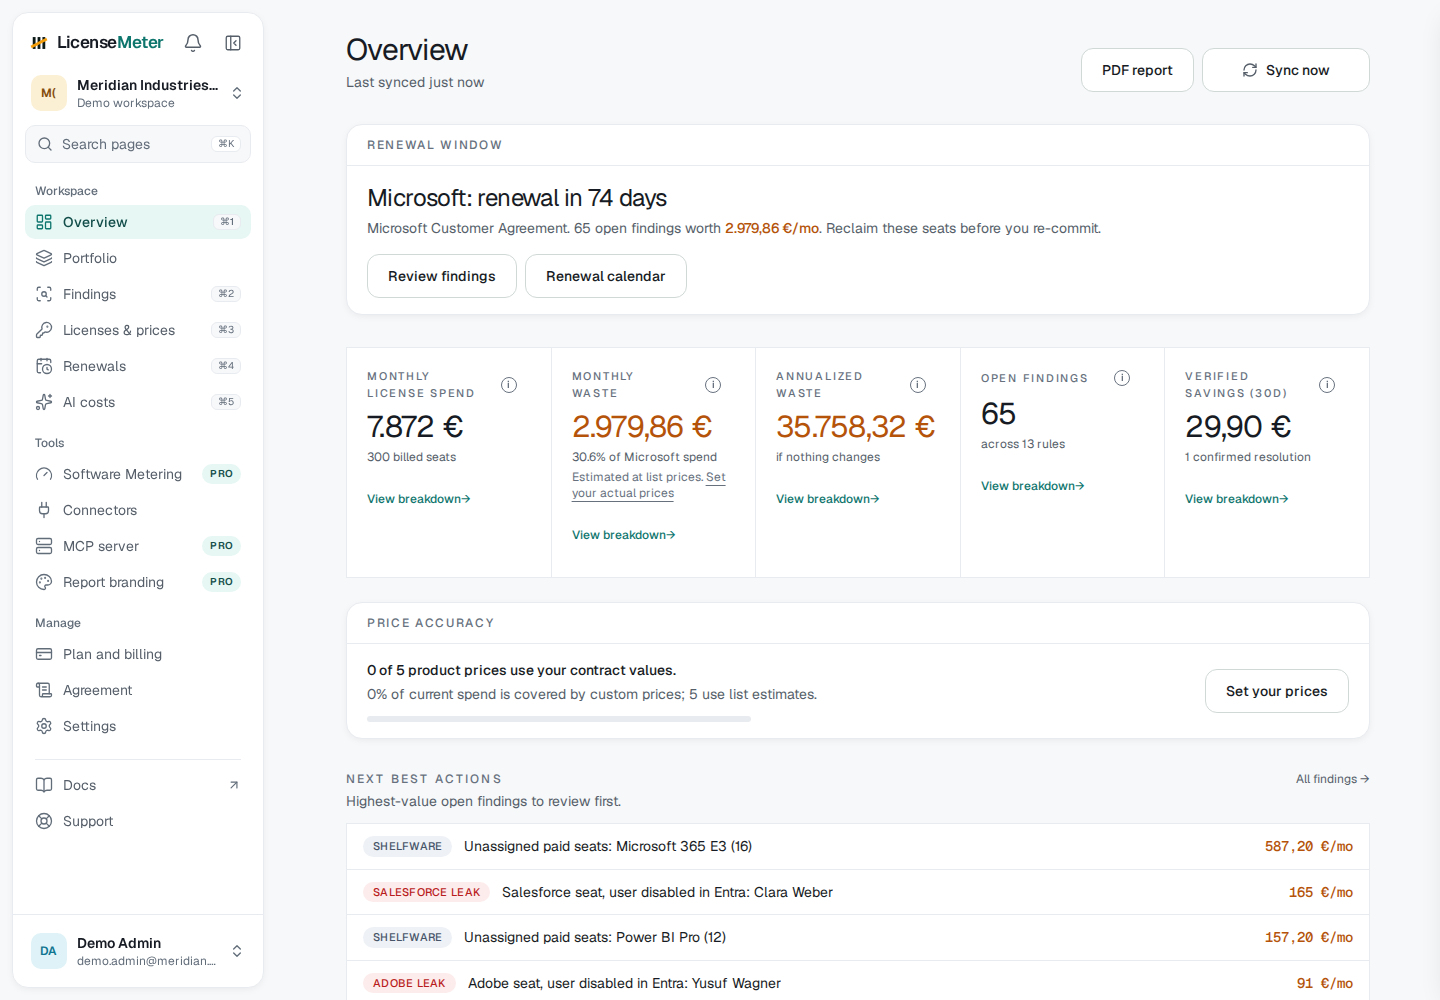 LicenseMeter
M(
Meridian Industries...
Demo workspace
Search pages
⌘K
Workspace
Overview
⌘1
Portfolio
Findings
⌘2
Licenses & prices
⌘3
Renewals
⌘4
AI costs
⌘5
Tools
Software Metering
PRO
Connectors
MCP server
PRO
Report branding
PRO
Manage
Plan and billing
Agreement
Settings
Docs
Support
DA
Demo Admin
demo.admin@meridian...
Overview
Last synced just now
PDF report
Sync now
RENEWAL WINDOW
Microsoft: renewal in 74 days
Microsoft Customer Agreement. 65 open findings worth 2.979,86 €/mo. Reclaim these seats before you re-commit.
Review findings
Renewal calendar
MONTHLY
LICENSE SPEND
7.872 €
300 billed seats
View breakdown→
MONTHLY
WASTE
2.979,86 €
30.6% of Microsoft spend
Estimated at list prices. Set
your actual prices
View breakdown→
ANNUALIZED
WASTE
35.758,32 €
if nothing changes
View breakdown→
OPEN FINDINGS
65
across 13 rules
View breakdown→
VERIFIED
SAVINGS (30D)
29,90 €
1 confirmed resolution
View breakdown→
PRICE ACCURACY
0 of 5 product prices use your contract values.
0% of current spend is covered by custom prices; 5 use list estimates.
Set your prices
NEXT BEST ACTIONS
All findings →
Highest-value open findings to review first.
SHELFWARE
Unassigned paid seats: Microsoft 365 E3 (16)
587,20 €/mo
SALESFORCE LEAK
Salesforce seat, user disabled in Entra: Clara Weber
165 €/mo
SHELFWARE
Unassigned paid seats: Power BI Pro (12)
157,20 €/mo
ADOBE LEAK
Adobe seat, user disabled in Entra: Yusuf Wagner
91 €/mo